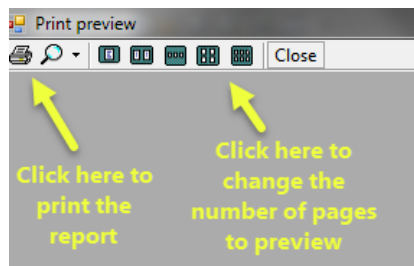 Print preview
Close
Click here to
print the
report
Click here to
change the
number of pages
to preview